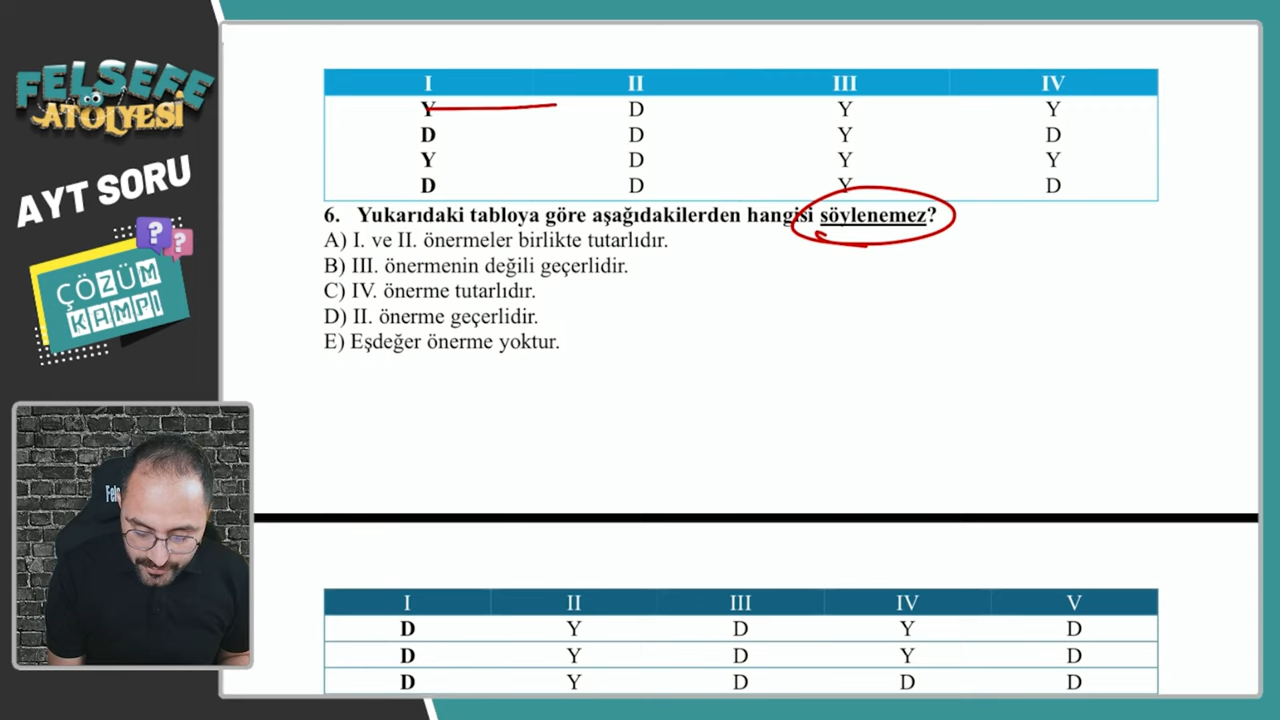 FELSEFE
ATÖLYESİ
AYT SORU
? ?
ÇÖZÜM
KAMPI
I II III IV
Y D Y Y
D D Y D
Y D Y Y
D D Y D
6. Yukarıdaki tabloya göre aşağıdakilerden hangisi söylenemez?
A) I. ve II. önermeler birlikte tutarlıdır.
B) III. önermenin değili geçerlidir.
C) IV. önerme tutarlıdır.
D) II. önerme geçerlidir.
E) Eşdeğer önerme yoktur.
I II III IV V
D Y D Y D
D Y D Y D
D Y D D D